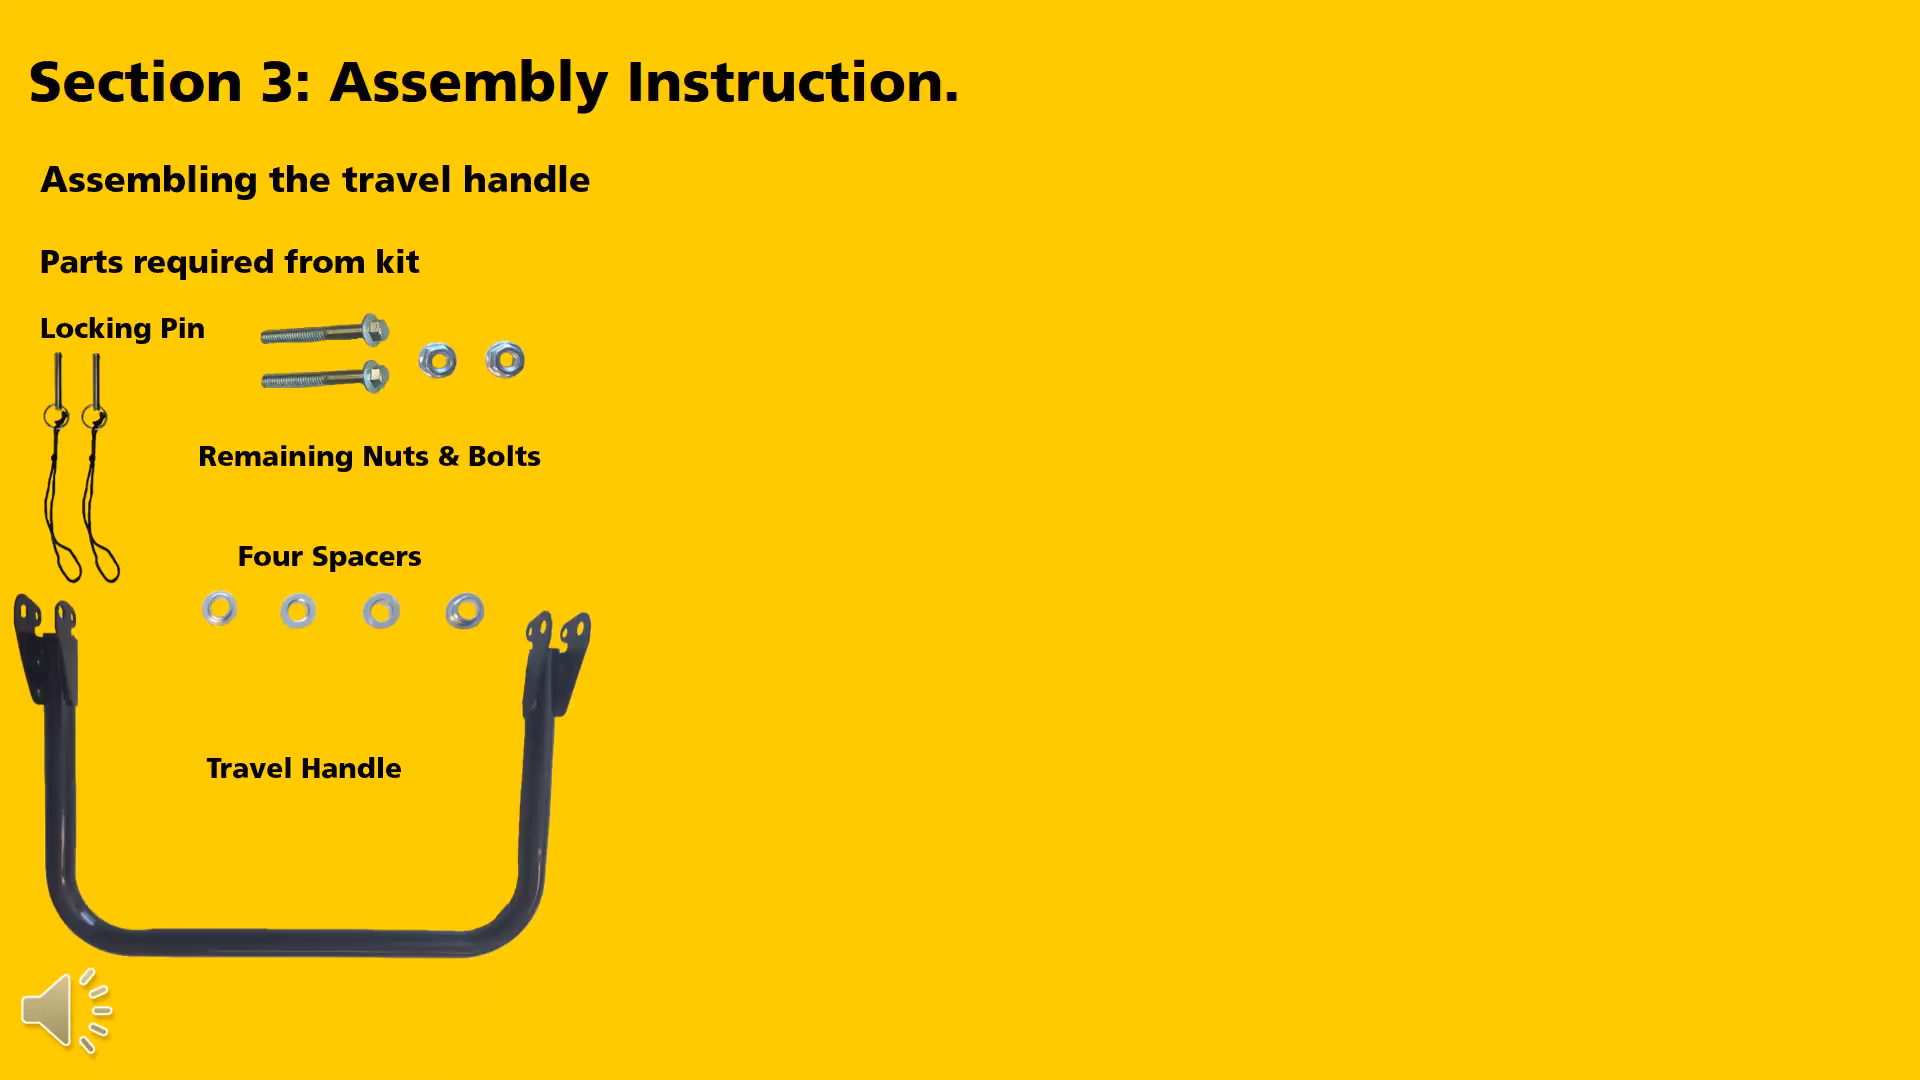 Section 3: Assembly Instruction.
Assembling the travel handle
Parts required from kit
Locking Pin
Remaining Nuts & Bolts
Four Spacers
Travel Handle